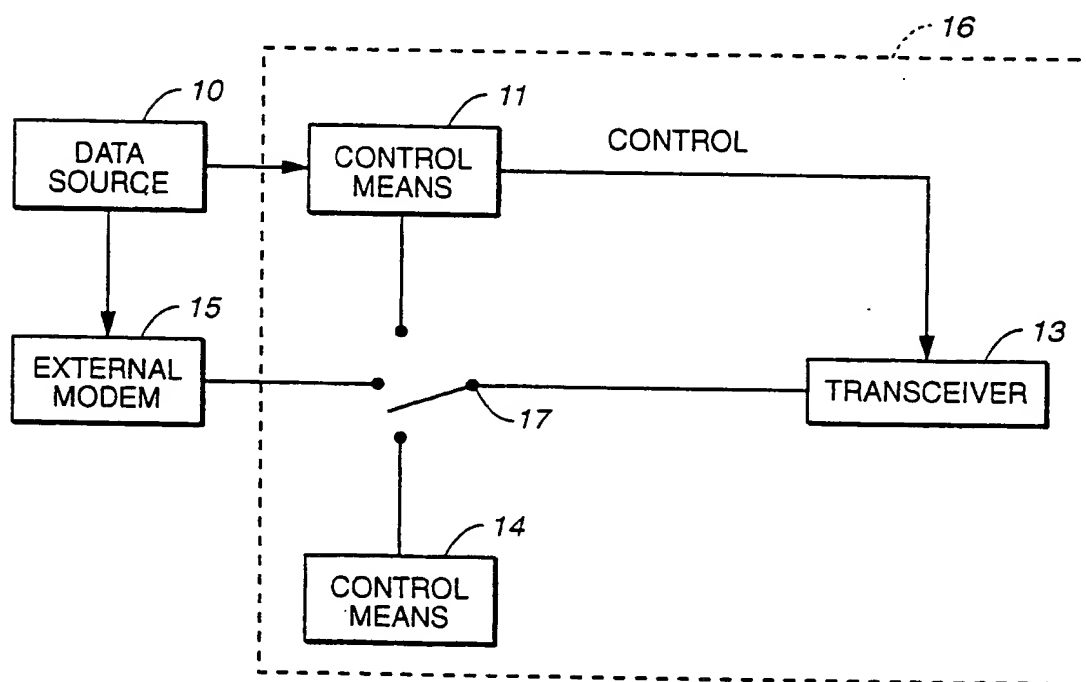 16
10
11
DATA
SOURCE
CONTROL
MEANS
CONTROL
15
EXTERNAL
MODEM
13
TRANSCEIVER
17
14
CONTROL
MEANS